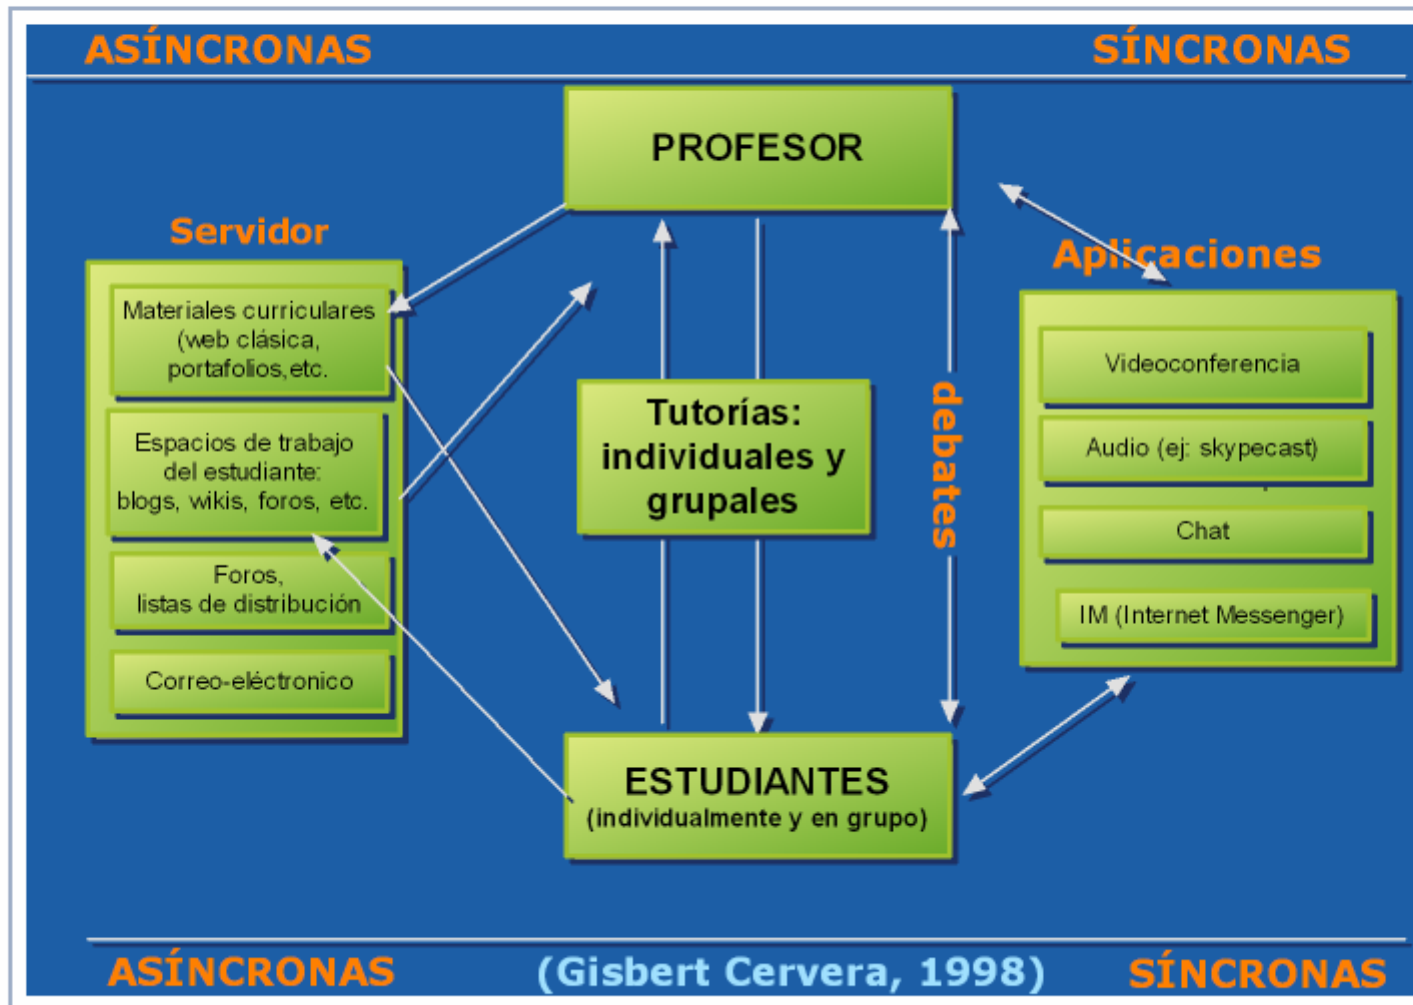 ASÍNCRONAS
SÍNCRONAS
PROFESOR
Servidor
Materiales curriculares
(web clásica,
portafolios,etc.
Espacios de trabajo
del estudiante:
blogs, wikis, foros, etc.
Foros,
listas de distribución
Correo-eléctronico
Tutorías:
individuales y
grupales
debates
Aplicaciones
Videoconferencia
Audio (ej: skypecast)
Chat
IM (Internet Messenger)
ESTUDIANTES
(individualmente y en grupo)
ASÍNCRONAS
(Gisbert Cervera, 1998)
SÍNCRONAS